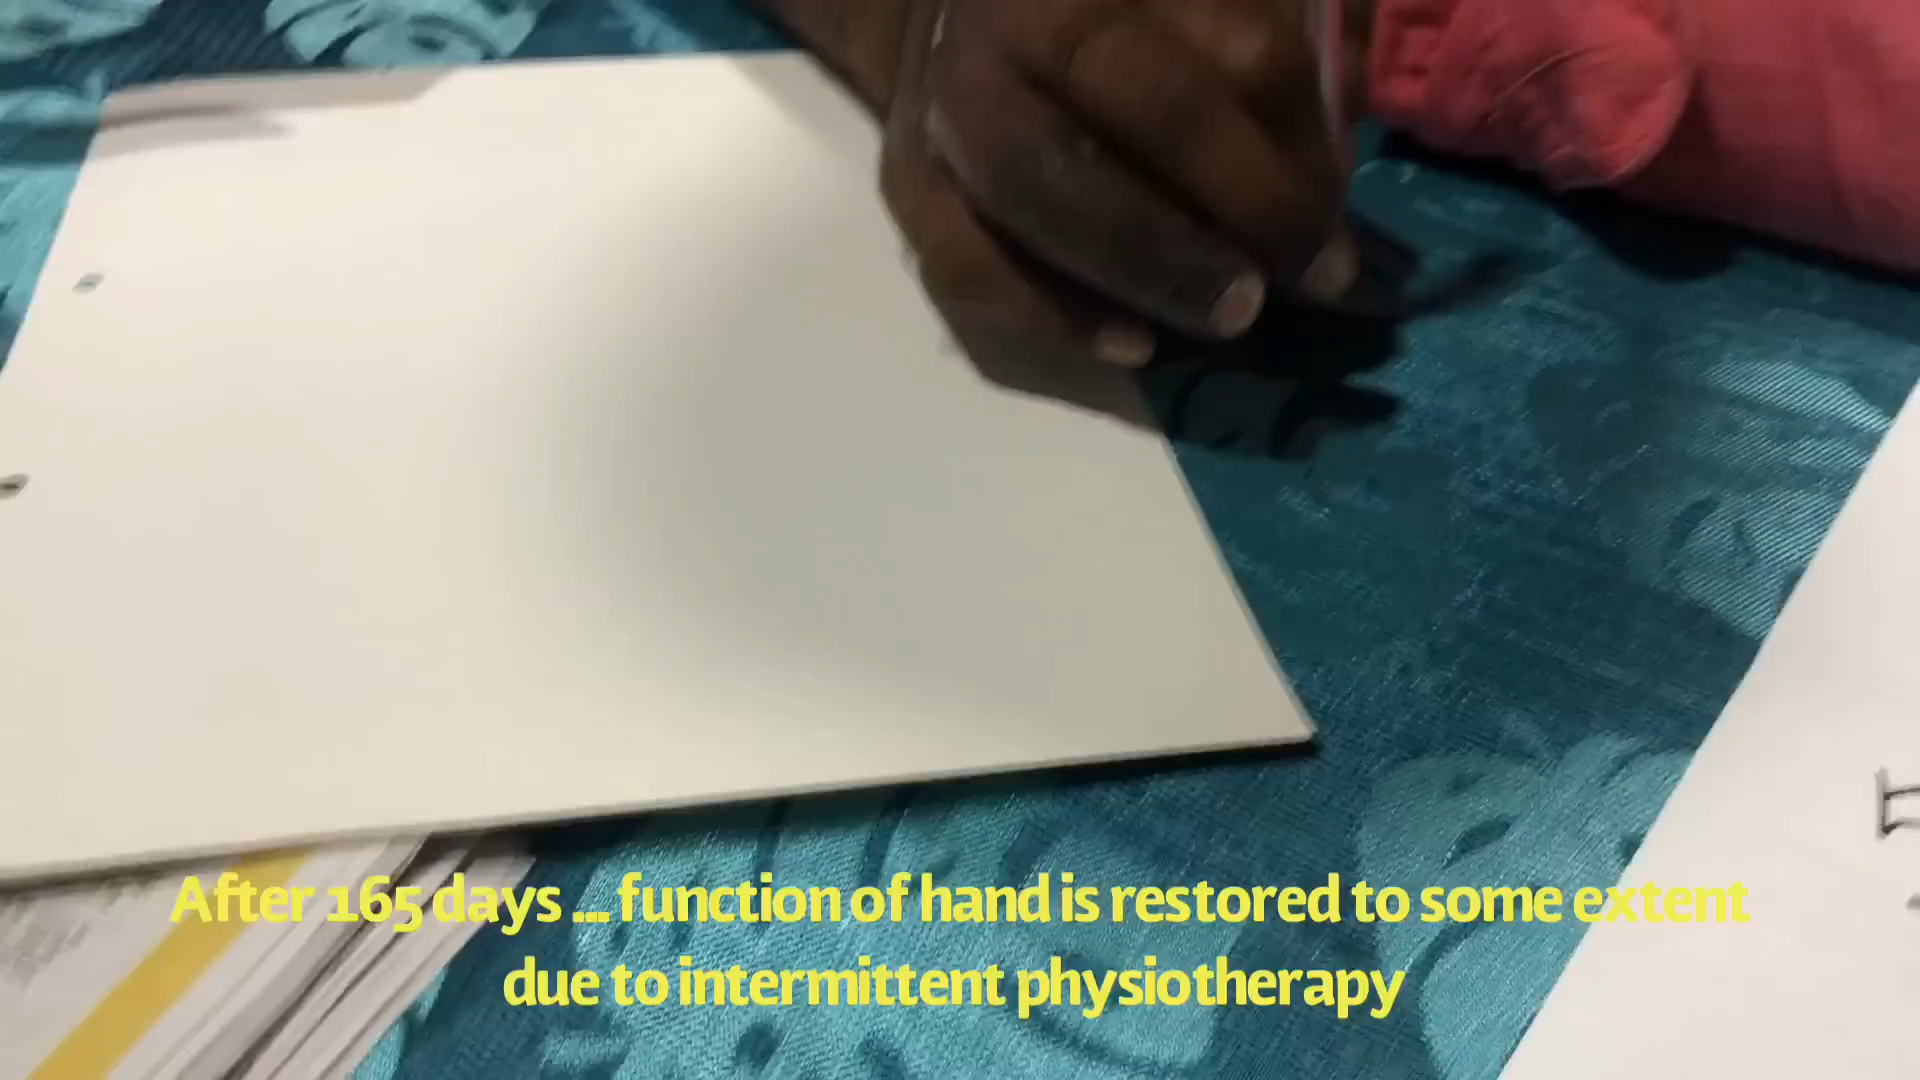 After 165 days ... function of hand is restored to some extent
due to intermittent physiotherapy